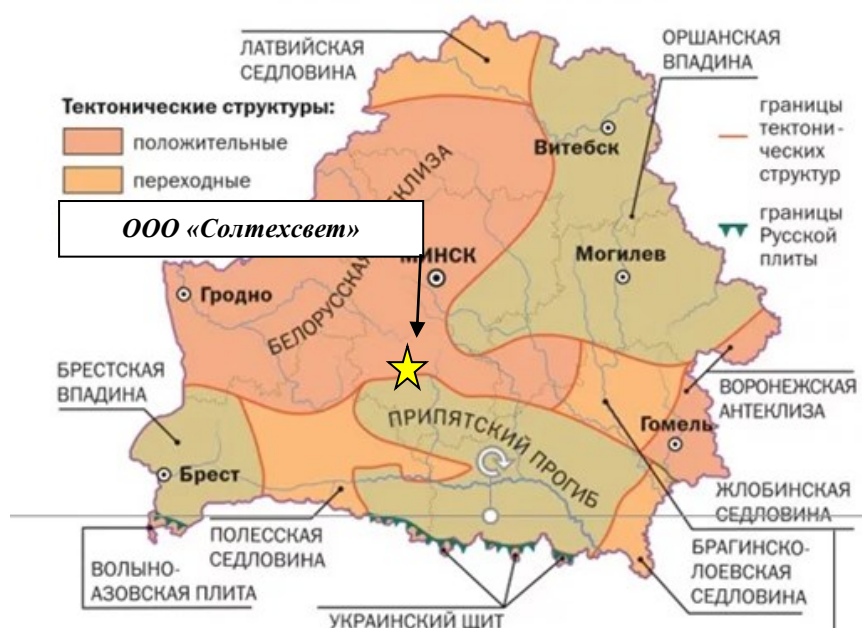 ЛАТВИЙСКАЯ
СЕДЛОВИНА
ОРШАНСКАЯ
ВПАДИНА
Тектонические структуры:
положительные
переходные
границы
тектони-
ческих
структур
границы
Русской
плиты
Витебск
ООО «Солтехсвет»
МИНСК
Могилев
Гродно
БЕЛОРУССКАЯ
БРЕСТСКАЯ
ВПАДИНА
ВОРОНЕЖСКАЯ
АНТЕКЛИЗА
ПРИПЯТСКИЙ ПРОГИБ
Гомель
Брест
ЖЛОБИНСКАЯ
СЕДЛОВИНА
ПОЛЕССКАЯ
СЕДЛОВИНА
БРАГИНСКО-
ЛОЕВСКАЯ
СЕДЛОВИНА
ВОЛЫНО-
АЗОВСКАЯ ПЛИТА
УКРАИНСКИЙ ЩИТ